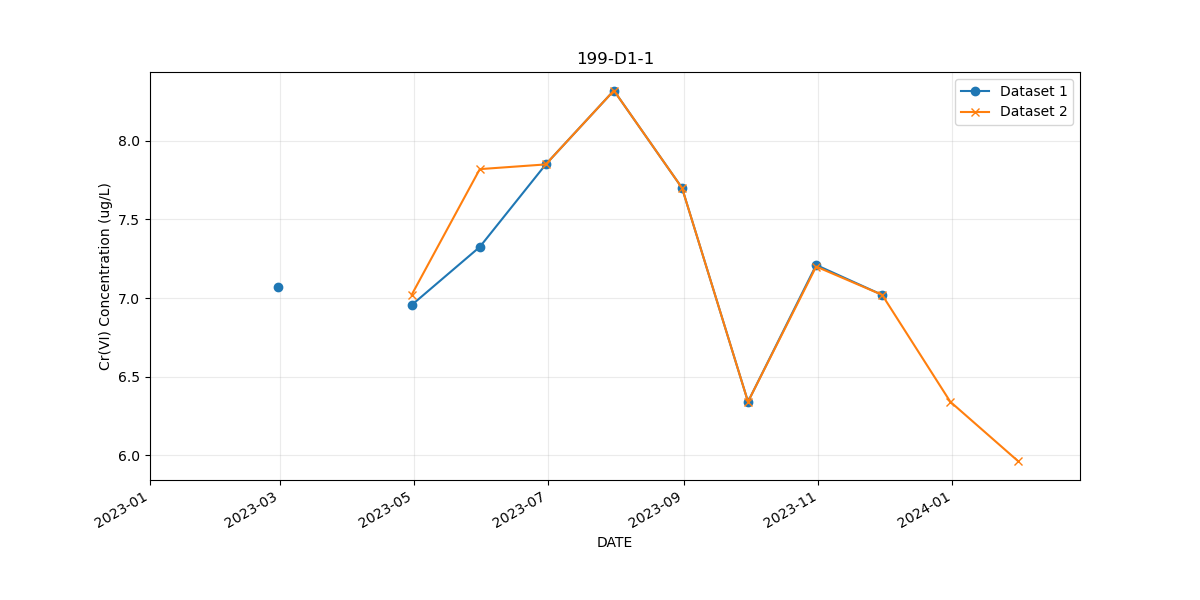 199-D1-1
Dataset 1
Dataset 2
Cr(VI) Concentration (ug/L)
8.0
7.5
7.0
6.5
6.0
2023-01
2023-03
2023-05
2023-07
2023-09
2023-11
2024-01
DATE